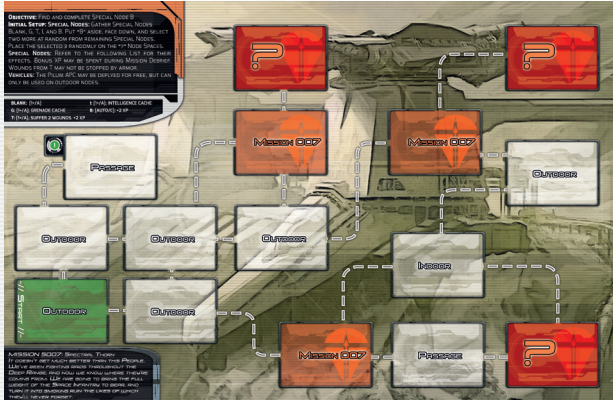 OBJECTIVE: FIND AND COMPLETE SPECIAL NODE B
INITIAL SETUP: SPECIAL NODES: GATHER SPECIAL NODES
BLANK, G, T, I, AND B. PUT "B" ASIDE, FACE DOWN, AND SELECT
TWO MORE AT RANDOM FROM REMAINING SPECIAL NODES.
PLACE THE SELECTED 3 RANDOMLY ON THE "?" NODE SPACES.
SPECIAL NODES: REFER TO THE FOLLOWING LIST FOR THEIR
EFFECTS. BONUS XP MAY BE SPENT DURING MISSION DEBRIEF.
WOUNDS FROM T MAY NOT BE STOPPED BY ARMOR.
VEHICLES: THE PILUM APC MAY BE DEPLOYED FOR FREE, BUT CAN
ONLY BE USED ON OUTDOOR NODES.
BLANK: [N/A]
I: [N/A]; INTELLIGENCE CACHE
G: [N/A]; GRENADE CACHE
B: [AUTO/C]; +2 XP
T: [N/A]; SUFFER 2 WOUNDS, +2 XP
?
?
MISSION 007
MISSION 007
PASSAGE
OUTDOOR
OUTDOOR
OUTDOOR
OUTDOOR
INDOOR
// START //
OUTDOOR
OUTDOOR
MISSION 007
PASSAGE
?
MISSION S007: SPECTRAL THORN
IT DOESN'T GET MUCH BETTER THAN THIS PEOPLE.
WE'VE BEEN FIGHTING RAIDS THROUGHOUT THE
DEEP RANGE, AND NOW WE KNOW WHERE THEY'RE
COMING FROM. WE ARE GOING TO BRING THE FULL
WEIGHT OF THE SPACE INFANTRY TO BEAR, AND
TURN IT INTO SMOKING RUIN THE LIKES OF WHICH
THEY'LL NEVER FORGET.